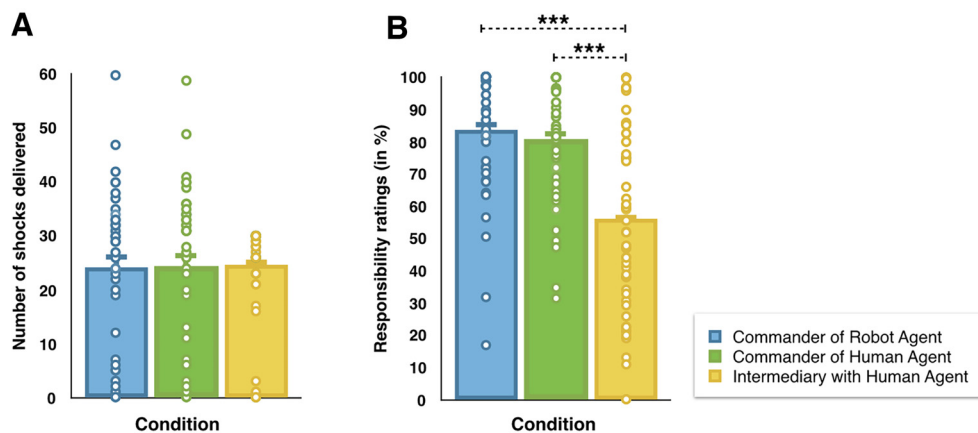 A
Number of shocks delivered
60
50
40
30
20
10
0
Condition
B
***
***
Responsibility ratings (in %)
100
90
80
70
60
50
40
30
20
10
0
Condition
Commander of Robot Agent
Commander of Human Agent
Intermediary with Human Agent